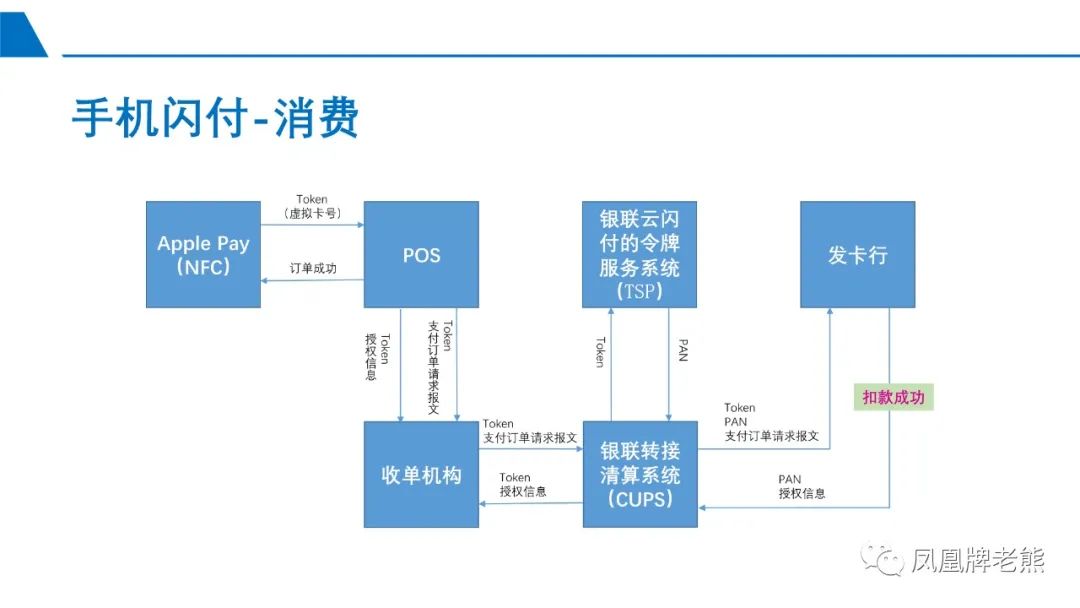 手机闪付-消费
Token
（虚拟卡号）
Apple Pay
（NFC）
订单成功
POS
银联云闪
付的令牌
服务系统
（TSP）
发卡行
Token
授权信息
Token
支付订单请求报文
Token
PAN
扣款成功
Token
PAN
支付订单请求报文
Token
支付订单请求报文
收单机构
Token
授权信息
银联转接
清算系统
（CUPS）
PAN
授权信息
凤凰牌老熊